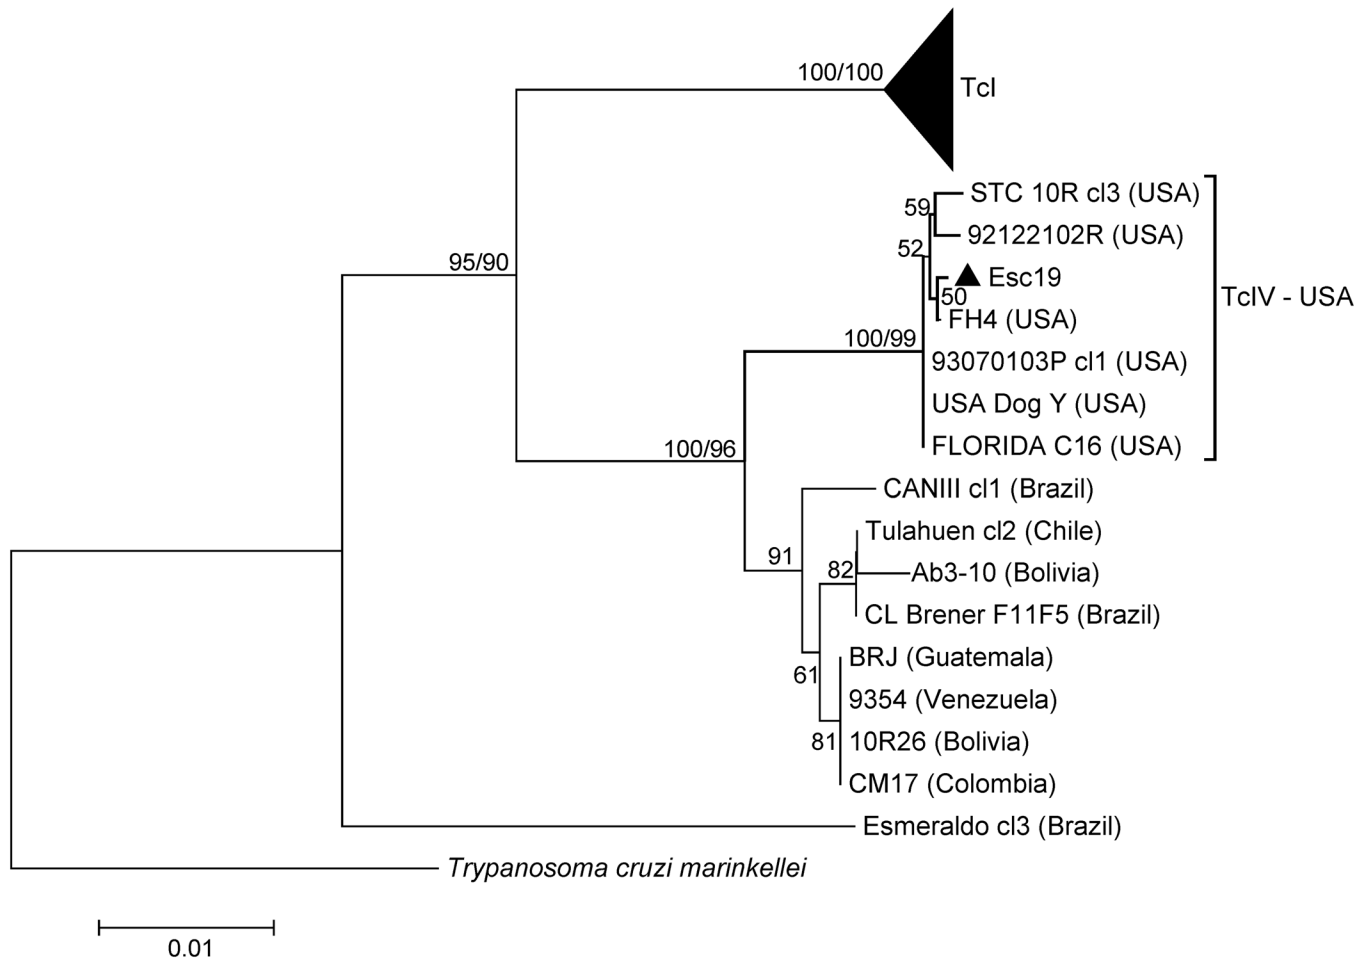 100/100
TcI
STC 10R cl3 (USA)
59
92122102R (USA)
52
Esc19
50
TcIV - USA
FH4 (USA)
100/99
93070103P cl1 (USA)
USA Dog Y (USA)
FLORIDA C16 (USA)
95/90
100/96
CANIII cl1 (Brazil)
Tulahuen cl2 (Chile)
91
82
Ab3-10 (Bolivia)
CL Brener F11F5 (Brazil)
BRJ (Guatemala)
61
9354 (Venezuela)
81
10R26 (Bolivia)
CM17 (Colombia)
Esmeraldo cl3 (Brazil)
Trypanosoma cruzi marinkellei
0.01